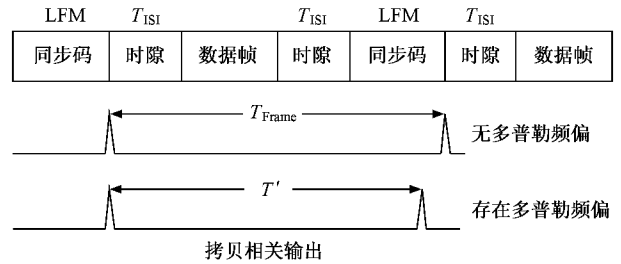 LFM T_ISI T_ISI LFM T_ISI
同步码 时隙 数据帧 时隙 同步码 时隙 数据帧
T_Frame
无多普勒频偏
T′
存在多普勒频偏
拷贝相关输出